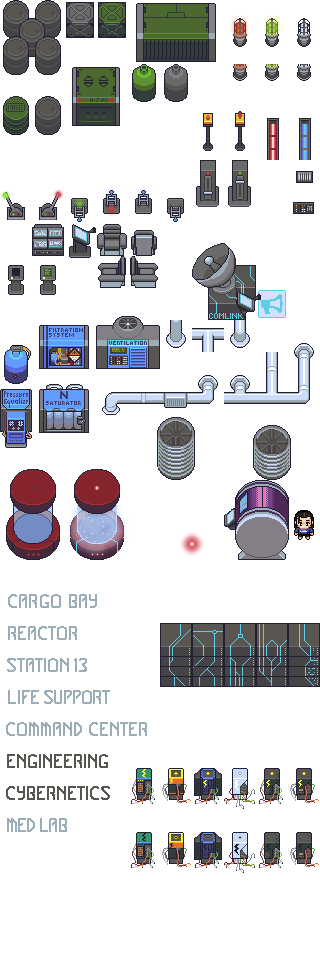 COMLINK
FILTRATION
SYSTEM
VENTILATION
Pressure
Equalizer
N
SATURATOR
CARGO BAY
REACTOR
STATION 13
LIFE SUPPORT
COMMAND CENTER
ENGINEERING
CYBERNETICS
MED LAB